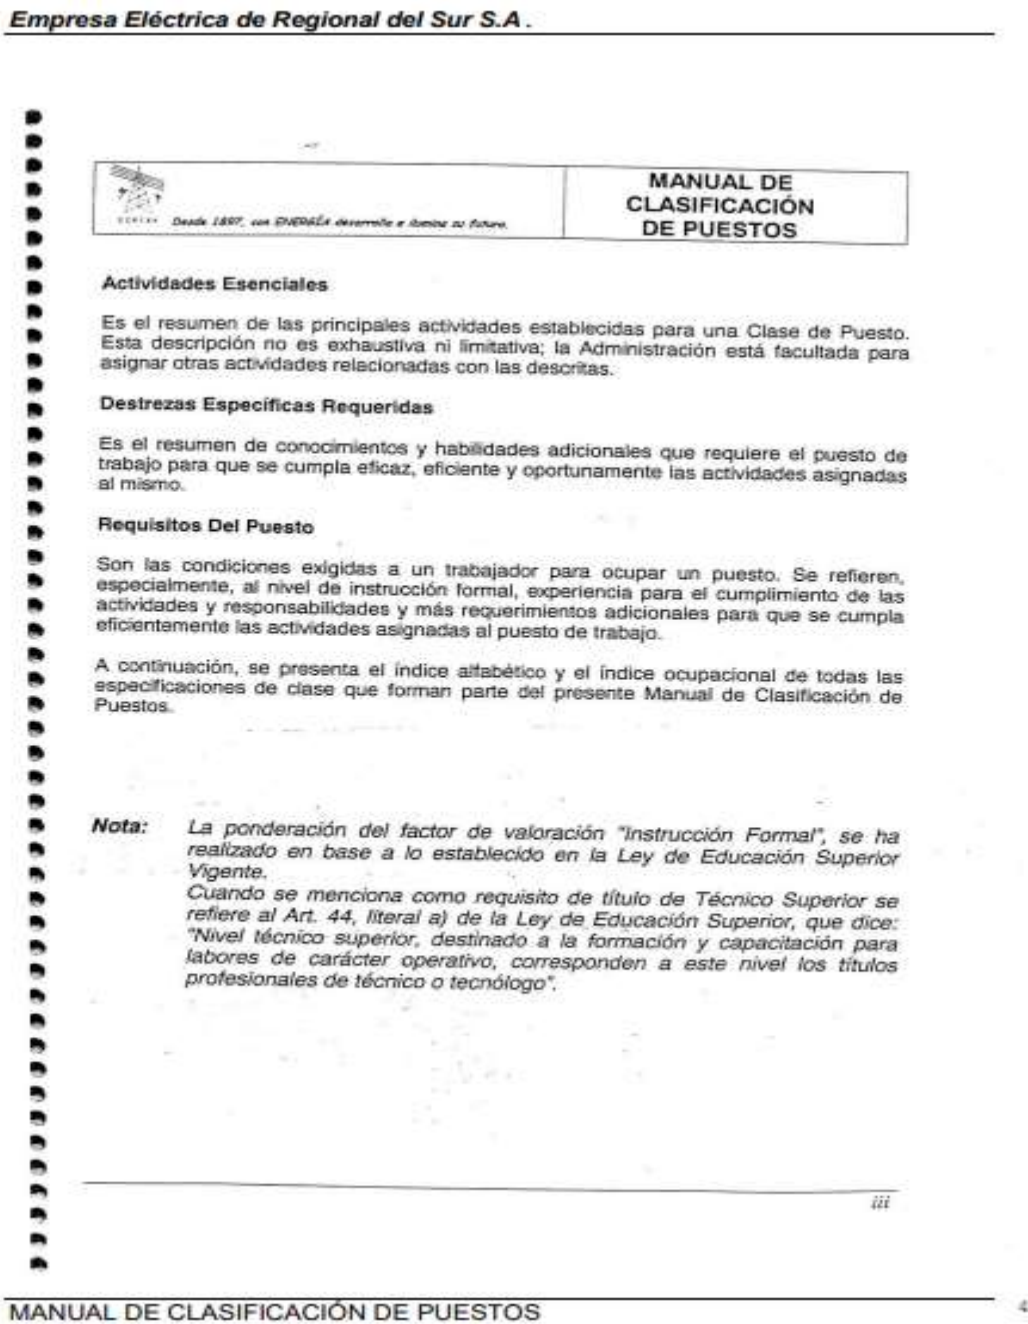 Empresa Eléctrica de Regional del Sur S.A.
Desde 1897, con ENERGÍA desarrolla e ilumina su futuro.
MANUAL DE
CLASIFICACIÓN
DE PUESTOS
Actividades Esenciales
Es el resumen de las principales actividades establecidas para una Clase de Puesto.
Esta descripción no es exhaustiva ni limitativa; la Administración está facultada para
asignar otras actividades relacionadas con las descritas.
Destrezas Específicas Requeridas
Es el resumen de conocimientos y habilidades adicionales que requiere el puesto de
trabajo para que se cumpla eficaz, eficiente y oportunamente las actividades asignadas
al mismo.
Requisitos Del Puesto
Son las condiciones exigidas a un trabajador para ocupar un puesto. Se refieren,
especialmente, al nivel de instrucción formal, experiencia para el cumplimiento de las
actividades y responsabilidades y más requerimientos adicionales para que se cumpla
eficientemente las actividades asignadas al puesto de trabajo.
A continuación, se presenta el índice alfabético y el índice ocupacional de todas las
especificaciones de clase que forman parte del presente Manual de Clasificación de
Puestos.
Nota: La ponderación del factor de valoración "Instrucción Formal", se ha
realizado en base a lo establecido en la Ley de Educación Superior
Vigente.
Cuando se menciona como requisito de título de Técnico Superior se
refiere al Art. 44, literal a) de la Ley de Educación Superior, que dice:
"Nivel técnico superior, destinado a la formación y capacitación para
labores de carácter operativo, corresponden a este nivel los títulos
profesionales de técnico o tecnólogo".
iii
MANUAL DE CLASIFICACIÓN DE PUESTOS
4